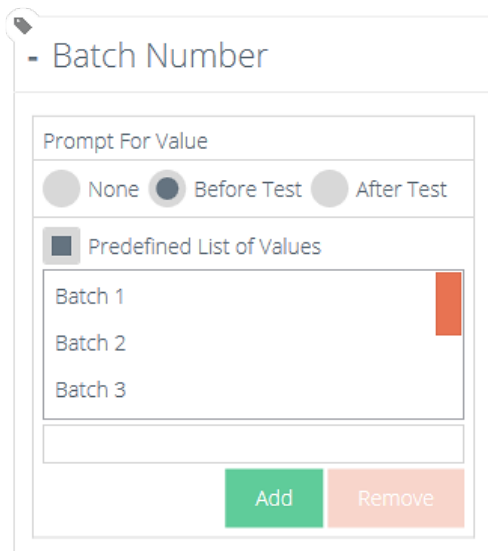 - Batch Number
Prompt For Value
None Before Test After Test
Predefined List of Values
Batch 1
Batch 2
Batch 3
Add Remove